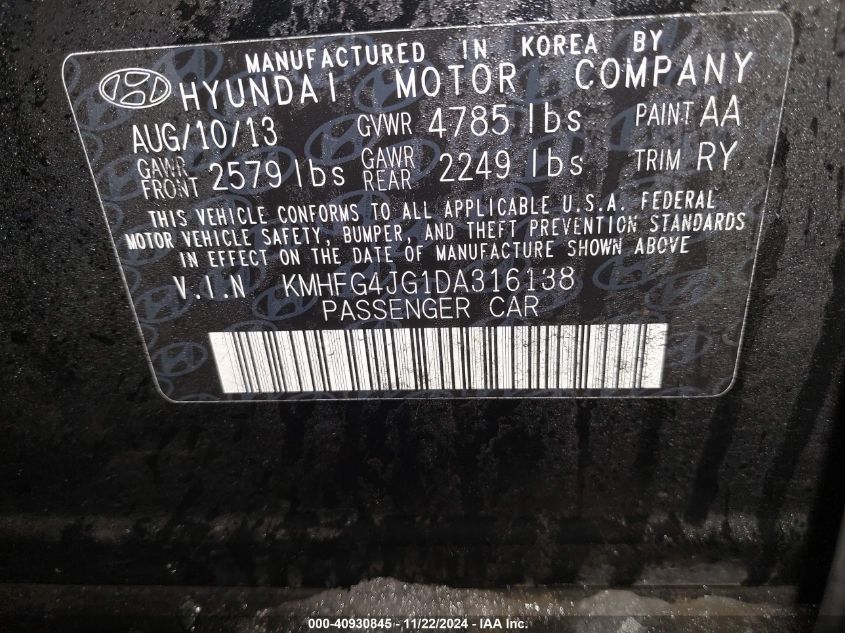 MANUFACTURED IN KOREA BY
HYUNDAI MOTOR COMPANY
AUG/10/13 GVWR 4785 lbs PAINT AA
GAWR FRONT 2579 lbs GAWR REAR 2249 lbs TRIM RY
THIS VEHICLE CONFORMS TO ALL APPLICABLE U.S.A. FEDERAL
MOTOR VEHICLE SAFETY, BUMPER, AND THEFT PREVENTION STANDARDS
IN EFFECT ON THE DATE OF MANUFACTURE SHOWN ABOVE
V.I.N. KMHFG4JG1DA316138
PASSENGER CAR
000-40930845 - 11/22/2024 - IAA Inc.